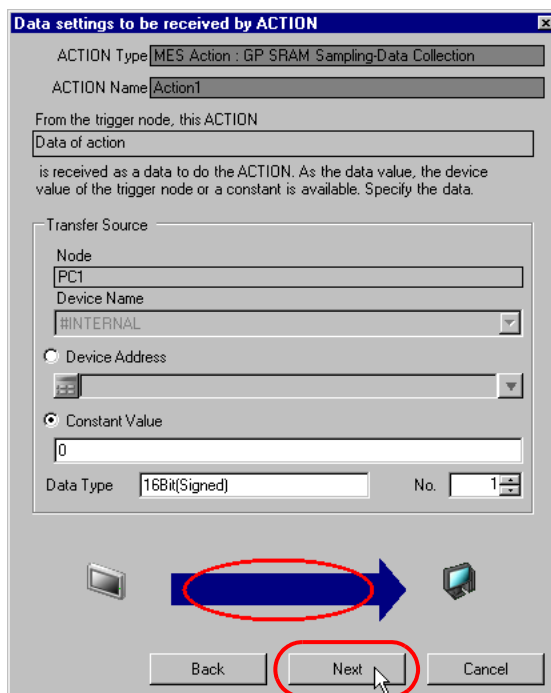 Data settings to be received by ACTION
ACTION Type MES Action : GP SRAM Sampling-Data Collection
ACTION Name Action1
From the trigger node, this ACTION
Data of action
is received as a data to do the ACTION. As the data value, the device
value of the trigger node or a constant is available. Specify the data.
Transfer Source
Node
PC1
Device Name
#INTERNAL
Device Address
Constant Value
0
Data Type 16Bit(Signed) No. 1
Back Next Cancel